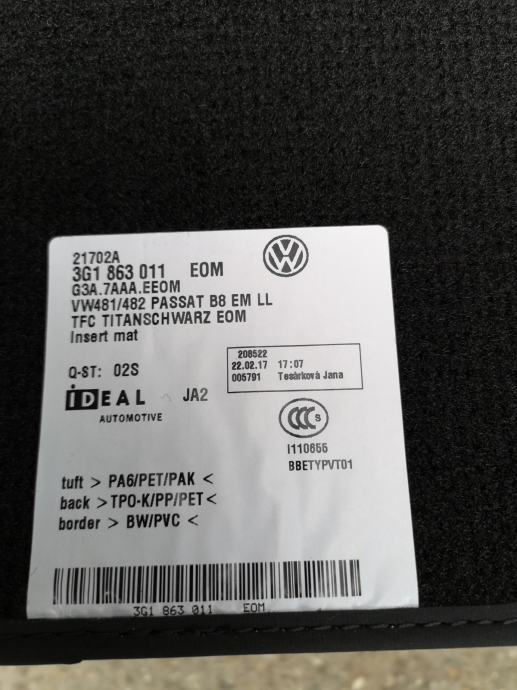 21702A
3G1 863 011 EOM
G3A.7AAA.EEOM
VW481/482 PASSAT B8 EM LL
TFC TITANSCHWARZ EOM
Insert mat
Q-ST: 02S
208522
22.02.17 17:07
005791 Tesárková Jana
iDEAL JA2
AUTOMOTIVE
CCC S
I110655
BBETYPVT01
tuft > PA6/PET/PAK <
back > TPO-K/PP/PET <
border > BW/PVC <
3G1 863 011 EOM